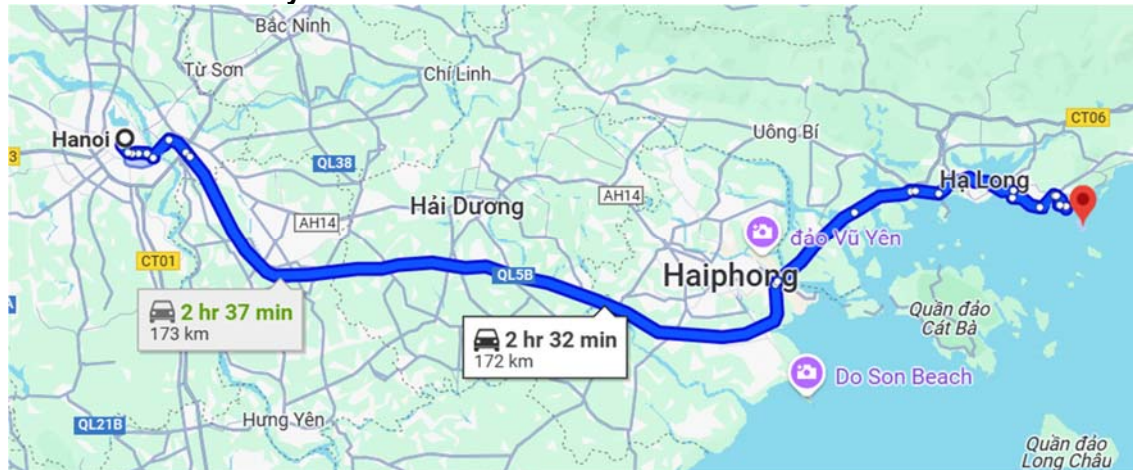 Bắc Ninh
Từ Sơn
Chí Linh
CT06
Hanoi
3
QL38
Uông Bí
Hạ Long
AH14
Hải Dương
AH14
đảo Vũ Yên
CT01
QL5B
Haiphong
2 hr 37 min
173 km
Quần đảo
Cát Bà
2 hr 32 min
172 km
Do Son Beach
Hưng Yên
QL21B
Quần đảo
Long Châu